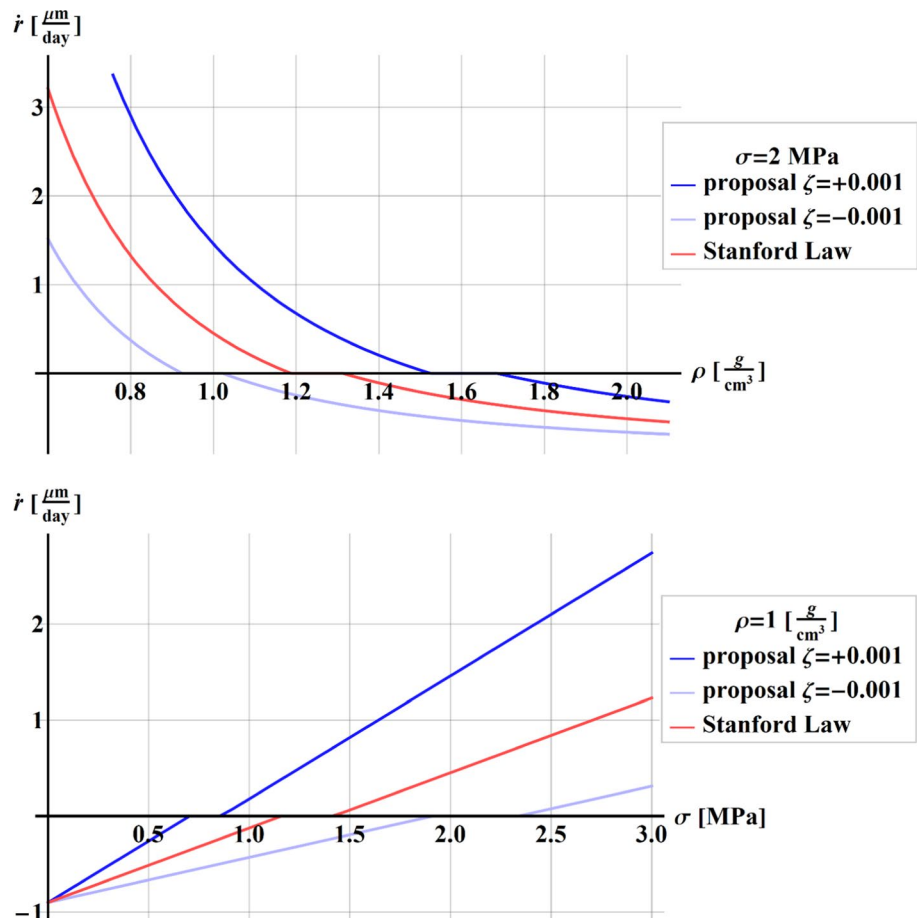 ṙ [μm/day]
3
2
1
0.8 1.0 1.2 1.4 1.6 1.8 2.0
ρ [g/cm³]
σ=2 MPa
proposal ζ=+0.001
proposal ζ=−0.001
Stanford Law
ṙ [μm/day]
2
1
0.5 1.0 1.5 2.0 2.5 3.0
σ [MPa]
−1
ρ=1 [g/cm³]
proposal ζ=+0.001
proposal ζ=−0.001
Stanford Law